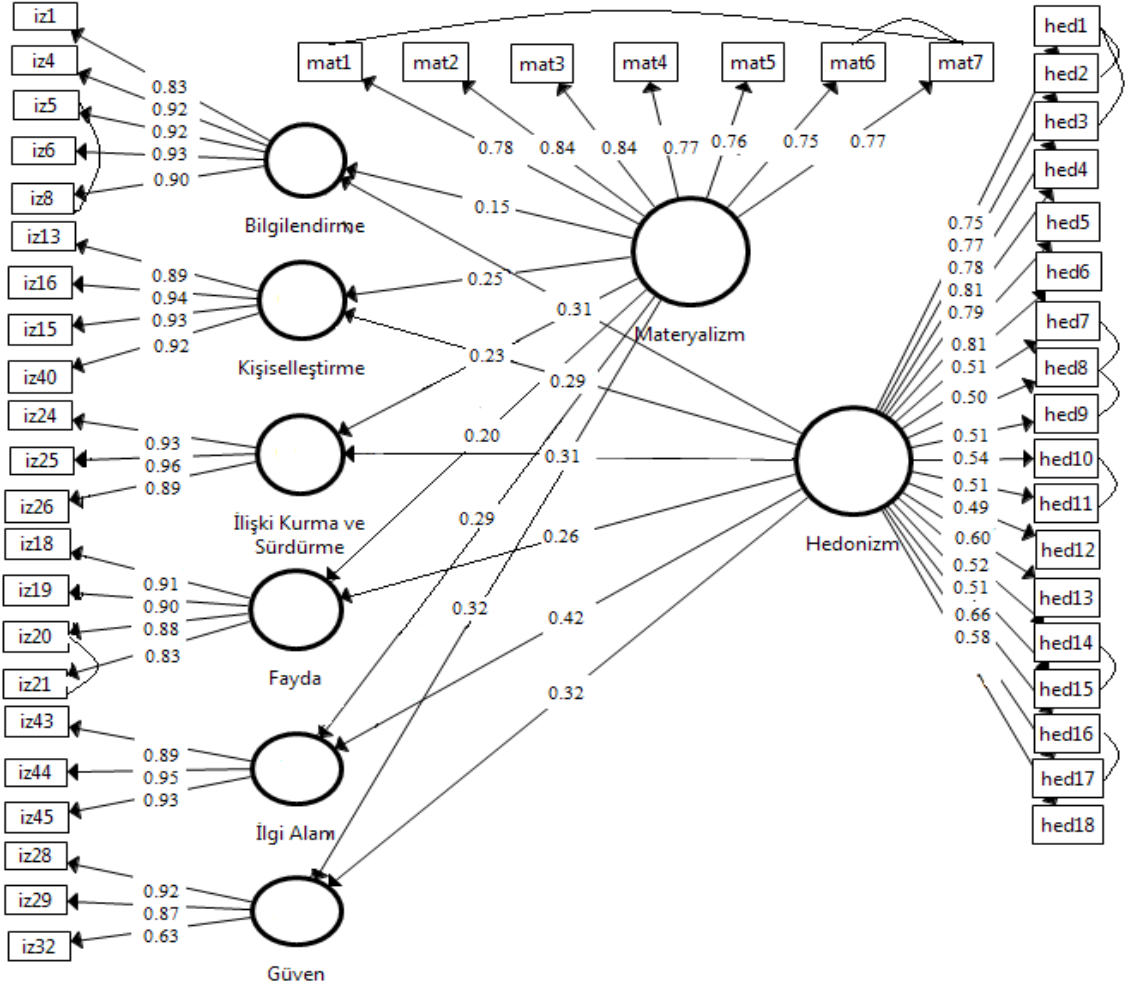 iz1
iz4
iz5
iz6
iz8
iz13
iz16
iz15
iz40
iz24
iz25
iz26
iz18
iz19
iz20
iz21
iz43
iz44
iz45
iz28
iz29
iz32
0.83
0.92
0.92
0.93
0.90
0.89
0.94
0.93
0.92
0.93
0.96
0.89
0.91
0.90
0.88
0.83
0.89
0.95
0.93
0.92
0.87
0.63
Bilgilendirme
Kişiselleştirme
İlişki Kurma ve
Sürdürme
Fayda
İlgi Alanı
Güven
mat1 mat2 mat3 mat4 mat5 mat6 mat7
0.78 0.84 0.84 0.77 0.76 0.75 0.77
Materyalizm
0.15
0.25
0.31
0.23
0.29
0.20
0.31
0.29
0.26
0.32
0.42
0.32
Hedonizm
0.75
0.77
0.78
0.81
0.79
0.81
0.51
0.50
0.51
0.54
0.51
0.49
0.60
0.52
0.51
0.66
0.58
hed1
hed2
hed3
hed4
hed5
hed6
hed7
hed8
hed9
hed10
hed11
hed12
hed13
hed14
hed15
hed16
hed17
hed18